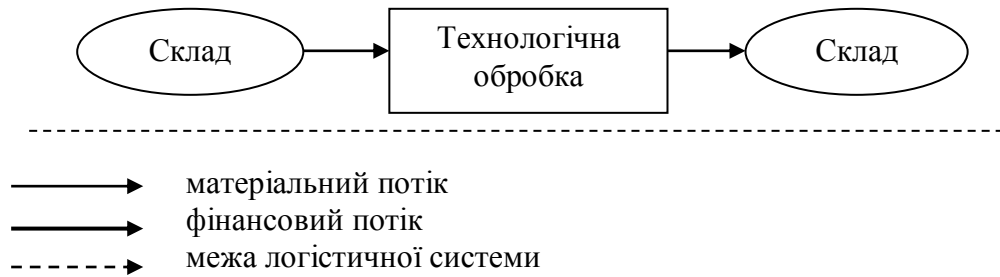 Склад
Технологічна
обробка
Склад
матеріальний потік
фінансовий потік
межа логістичної системи